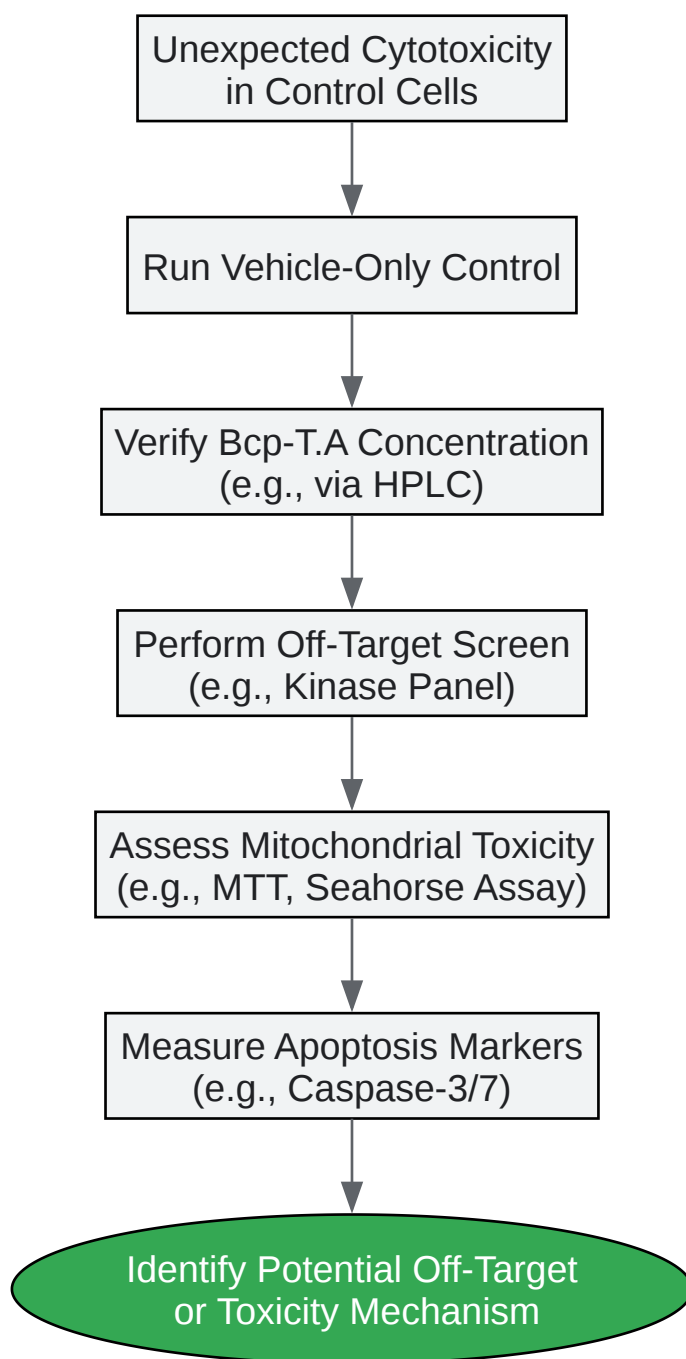 Unexpected Cytotoxicity
in Control Cells
Run Vehicle-Only Control
Verify Bcp-T.A Concentration
(e.g., via HPLC)
Perform Off-Target Screen
(e.g., Kinase Panel)
Assess Mitochondrial Toxicity
(e.g., MTT, Seahorse Assay)
Measure Apoptosis Markers
(e.g., Caspase-3/7)
Identify Potential Off-Target
or Toxicity Mechanism